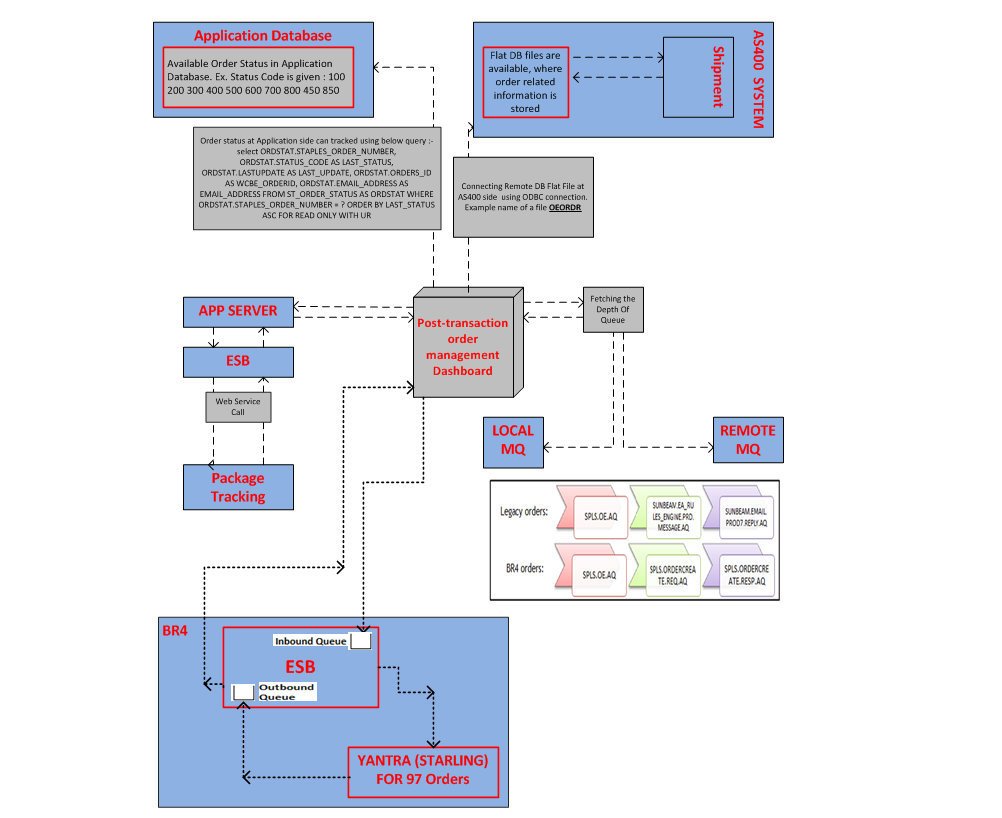 Application Database
Available Order Status in Application
Database. Ex. Status Code is given : 100
200 300 400 500 600 700 800 450 850
Flat DB files are
available, where
order related
information is
stored
Shipment
AS400 SYSTEM
Order status at Application side can tracked using below query :-
select ORDSTAT.STAPLES_ORDER_NUMBER,
ORDSTAT.STATUS_CODE AS LAST_STATUS,
ORDSTAT.LASTUPDATE AS LAST_UPDATE, ORDSTAT.ORDERS_ID
AS WCBE_ORDERID, ORDSTAT.EMAIL_ADDRESS AS
EMAIL_ADDRESS FROM ST_ORDER_STATUS AS ORDSTAT WHERE
ORDSTAT.STAPLES_ORDER_NUMBER = ? ORDER BY LAST_STATUS
ASC FOR READ ONLY WITH UR
Connecting Remote DB Flat File at
AS400 side using ODBC connection.
Example name of a file OEORDR
APP SERVER
ESB
Web Service
Call
Package
Tracking
Post-transaction
order
management
Dashboard
Fetching the
Depth Of
Queue
LOCAL
MQ
REMOTE
MQ
Legacy orders:
SPLS.OE.AQ
SUNBEAM.EA_RU
LES_ENGINE.PRD.
MESSAGE.AQ
SUNBEAM.EMAIL.
PROD7.REPLY.AQ
BR4 orders:
SPLS.OE.AQ
SPLS.ORDERCREA
TE.REQ.AQ
SPLS.ORDERCRE
ATE.RESP.AQ
BR4
Inbound Queue
ESB
Outbound
Queue
YANTRA (STARLING)
FOR 97 Orders